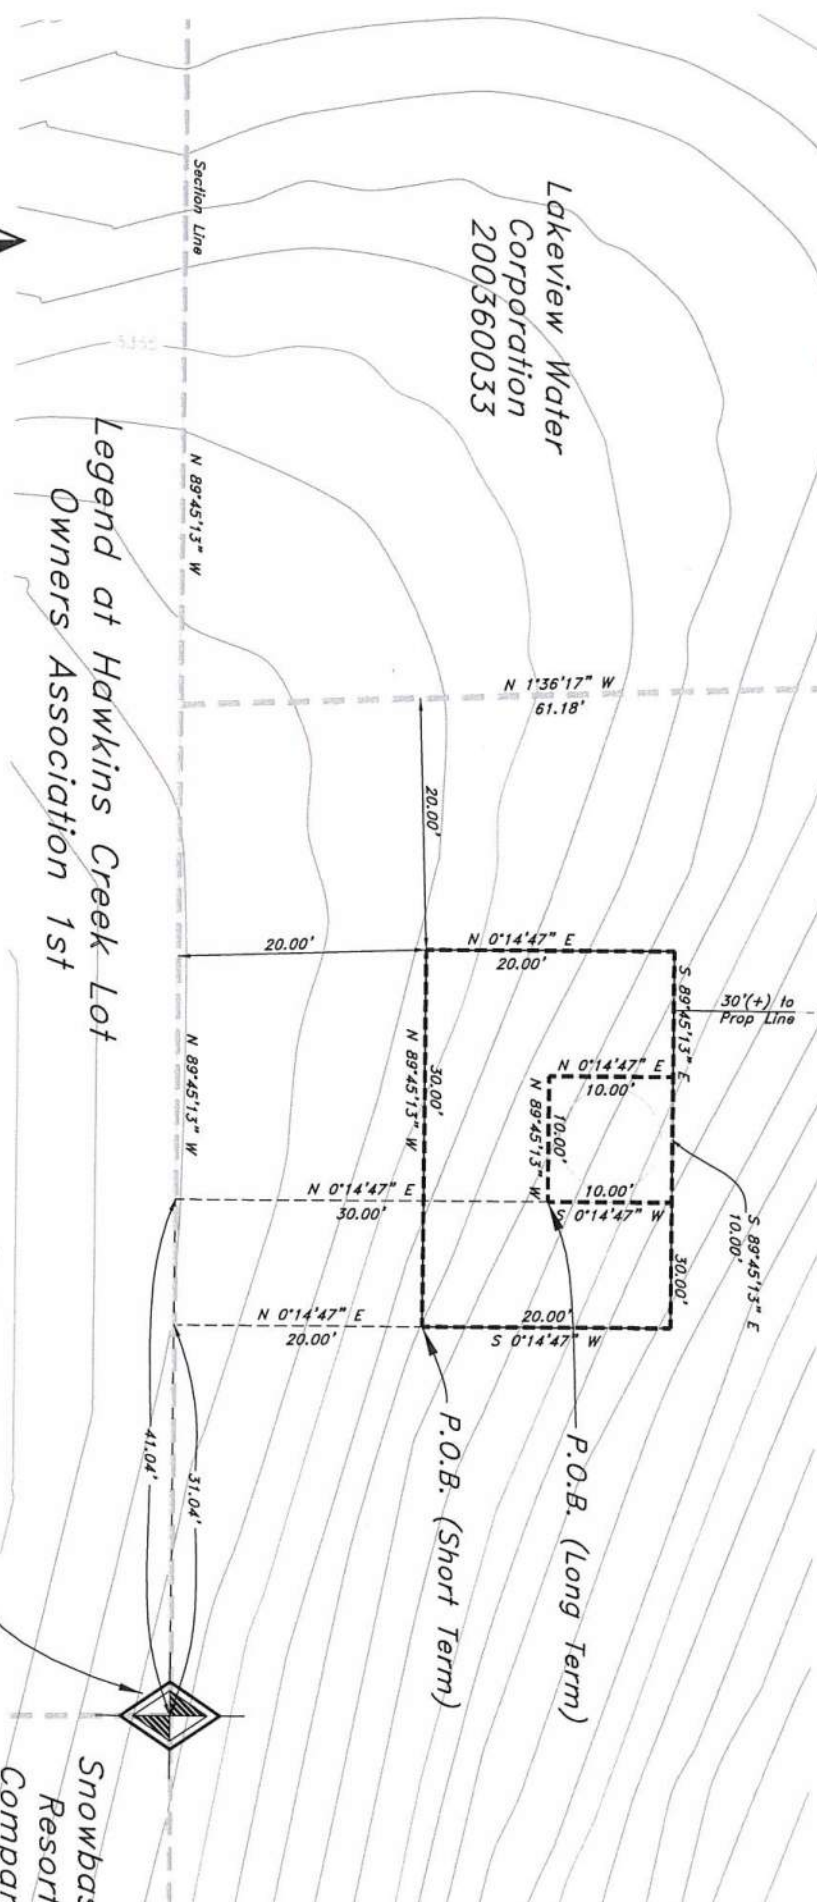 Section Line
Lakeview Water
Corporation
200360033
N 89°45'13" W
Legend at Hawkins Creek Lot
Owners Association 1st
N 1°36'17" W
61.18'
20.00'
20.00'
N 0°14'47" E
20.00'
S 89°45'13" E
30'(+) to
Prop Line
N 0°14'47" E
10.00'
10.00'
N 89°45'13" W
10.00'
S 0°14'47" W
S 89°45'13" E
10.00'
30.00'
30.00'
N 89°45'13" W
N 89°45'13" W
N 0°14'47" E
30.00'
N 0°14'47" E
20.00'
20.00'
S 0°14'47" W
P.O.B. (Long Term)
P.O.B. (Short Term)
31.04'
41.04'
Snowbas
Resort
Compan